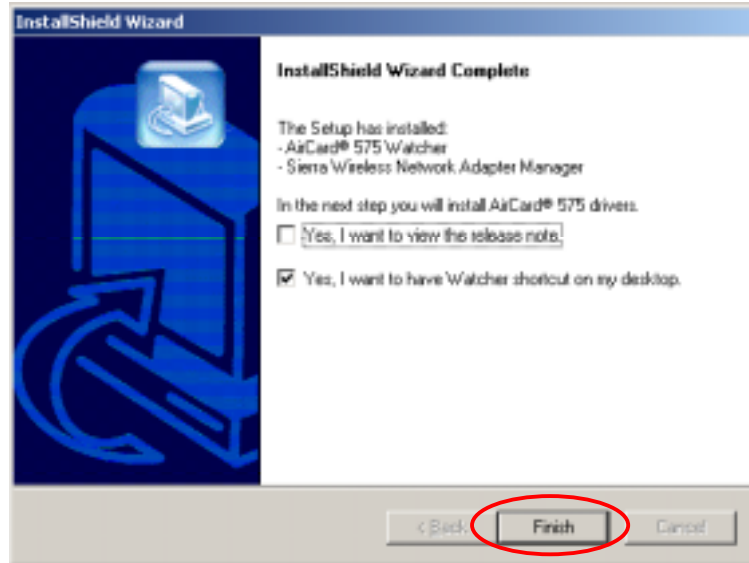 InstallShield Wizard
InstallShield Wizard Complete
The Setup has installed:
- AirCard® 575 Watcher
- Sierra Wireless Network Adapter Manager
In the next step you will install AirCard® 575 drivers.
Yes, I want to view the release note.
Yes, I want to have Watcher shortcut on my desktop.
< Back Finish Cancel